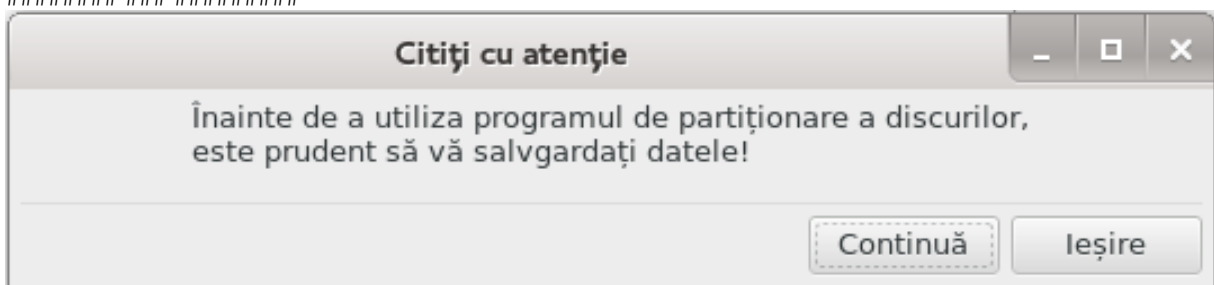 Citiţi cu atenţie
Înainte de a utiliza programul de partiționare a discurilor,
este prudent să vă salvgardați datele!
Continuă
Ieșire